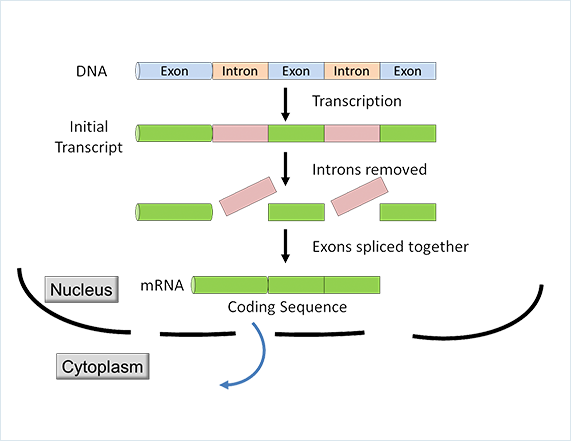 DNA Exon Intron Exon Intron Exon
Transcription
Initial
Transcript
Introns removed
Exons spliced together
Nucleus
mRNA
Coding Sequence
Cytoplasm